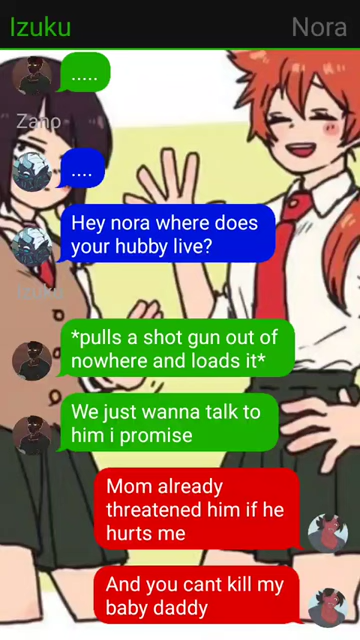 Izuku Nora
.....
Zano
....
Hey nora where does
your hubby live?
Izuku
*pulls a shot gun out of
nowhere and loads it*
We just wanna talk to
him i promise
Mom already
threatened him if he
hurts me
And you cant kill my
baby daddy